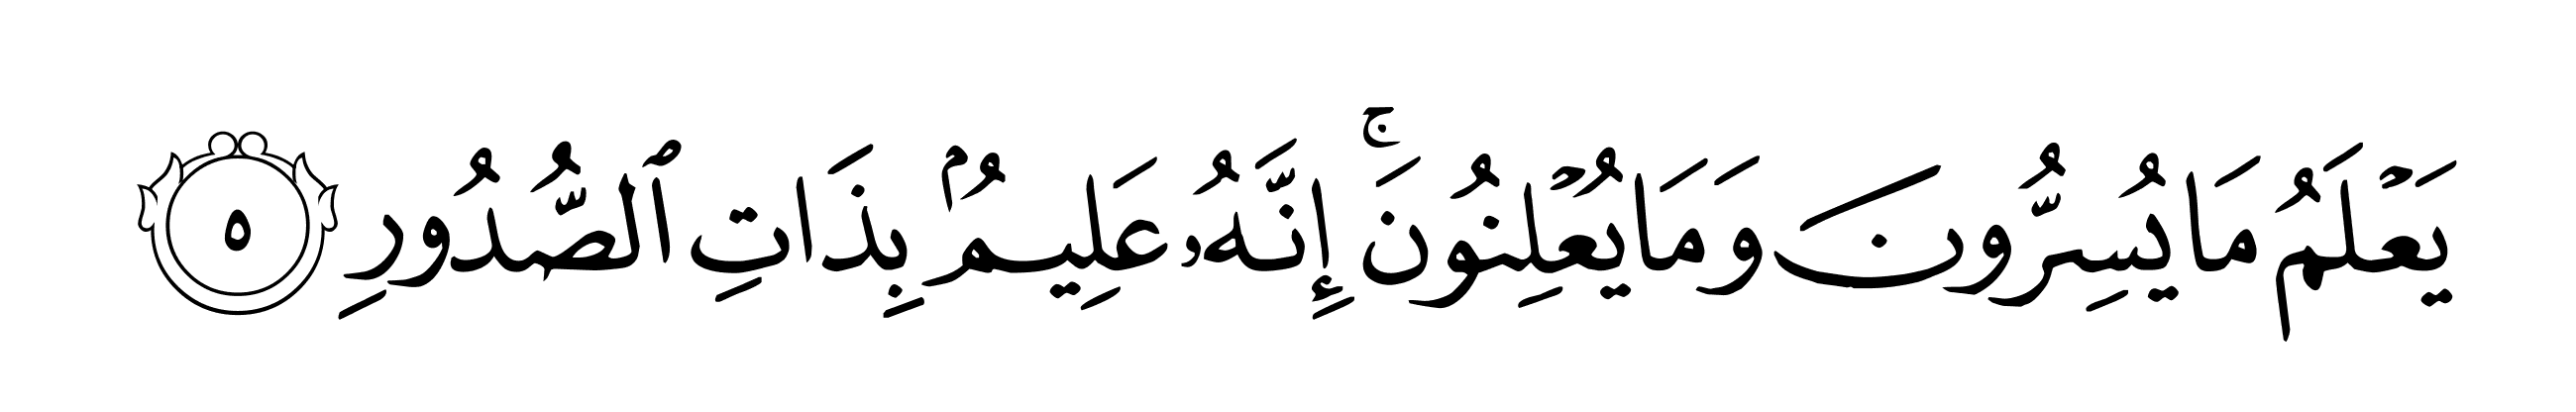 يَعۡلَمُ مَا يُسِرُّونَ وَمَا يُعۡلِنُونَۚ إِنَّهُۥ عَلِيمُۢ بِذَاتِ ٱلصُّدُورِ ٥